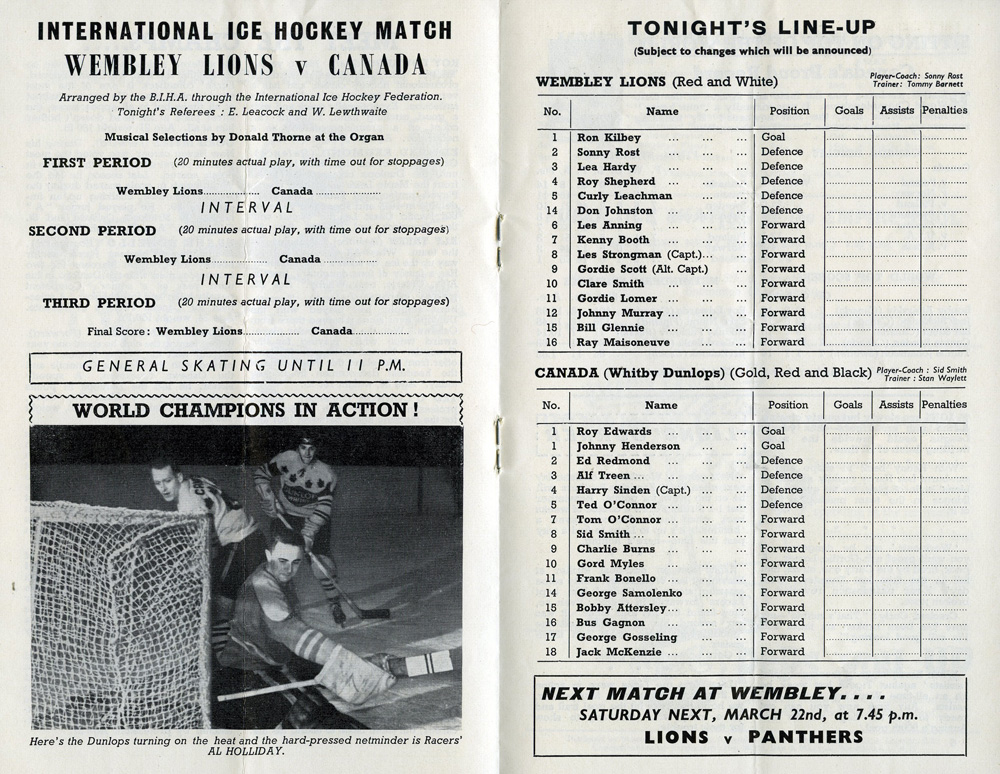 INTERNATIONAL ICE HOCKEY MATCH
WEMBLEY LIONS v CANADA
Arranged by the B.I.H.A. through the International Ice Hockey Federation.
Tonight's Referees : E. Leacock and W. Lewthwaite
Musical Selections by Donald Thorne at the Organ
FIRST PERIOD (20 minutes actual play, with time out for stoppages)
Wembley Lions.................... Canada ......................
INTERVAL
SECOND PERIOD (20 minutes actual play, with time out for stoppages)
Wembley Lions.................... Canada ......................
INTERVAL
THIRD PERIOD (20 minutes actual play, with time out for stoppages)
Final Score : Wembley Lions.................... Canada....................
GENERAL SKATING UNTIL 11 P.M.
WORLD CHAMPIONS IN ACTION !
Here's the Dunlops turning on the heat and the hard-pressed netminder is Racers'
AL HOLLIDAY.
TONIGHT'S LINE-UP
(Subject to changes which will be announced)
WEMBLEY LIONS (Red and White) Player-Coach : Sonny Rost
Trainer : Tommy Barnett
No. Name Position Goals Assists Penalties
1 Ron Kilbey ... ... Goal
2 Sonny Rost ... ... Defence
3 Lea Hardy ... ... Defence
4 Roy Shepherd ... ... Defence
5 Curly Leachman ... ... Defence
14 Don Johnston ... ... Defence
6 Les Anning ... ... Forward
7 Kenny Booth ... ... Forward
8 Les Strongman (Capt.)... ... Forward
9 Gordie Scott (Alt. Capt.) ... Forward
10 Clare Smith ... ... Forward
11 Gordie Lomer ... ... Forward
12 Johnny Murray ... ... Forward
15 Bill Glennie ... ... Forward
16 Ray Maisoneuve ... ... Forward
CANADA (Whitby Dunlops) (Gold, Red and Black) Player-Coach : Sid Smith
Trainer : Stan Waylett
No. Name Position Goals Assists Penalties
1 Roy Edwards ... ... Goal
1 Johnny Henderson ... ... Goal
2 Ed Redmond ... ... Defence
3 Alf Treen ... ... ... Defence
4 Harry Sinden (Capt.) ... ... Defence
5 Ted O'Connor ... ... Defence
7 Tom O'Connor ... ... Forward
8 Sid Smith ... ... ... Forward
9 Charlie Burns ... ... Forward
10 Gord Myles ... ... Forward
11 Frank Bonello ... ... Forward
14 George Samolenko ... ... Forward
15 Bobby Attersley... ... Forward
16 Bus Gagnon ... ... Forward
17 George Gosseling ... ... Forward
18 Jack McKenzie ... ... Forward
NEXT MATCH AT WEMBLEY....
SATURDAY NEXT, MARCH 22nd, at 7.45 p.m.
LIONS v PANTHERS